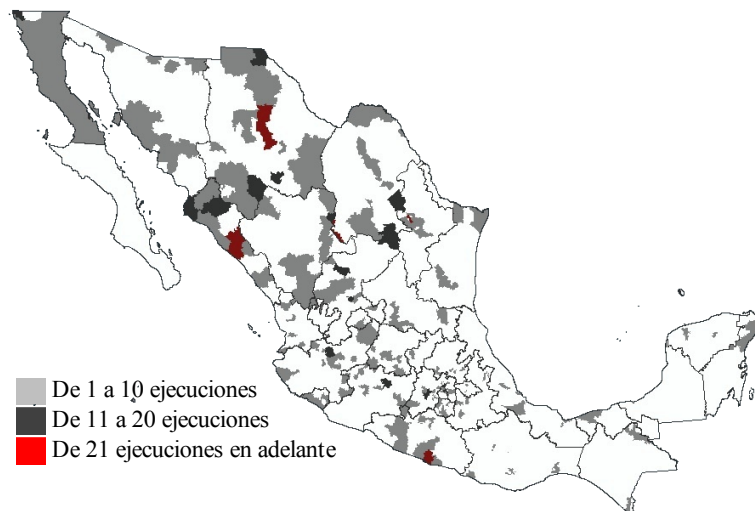 De 1 a 10 ejecuciones
De 11 a 20 ejecuciones
De 21 ejecuciones en adelante